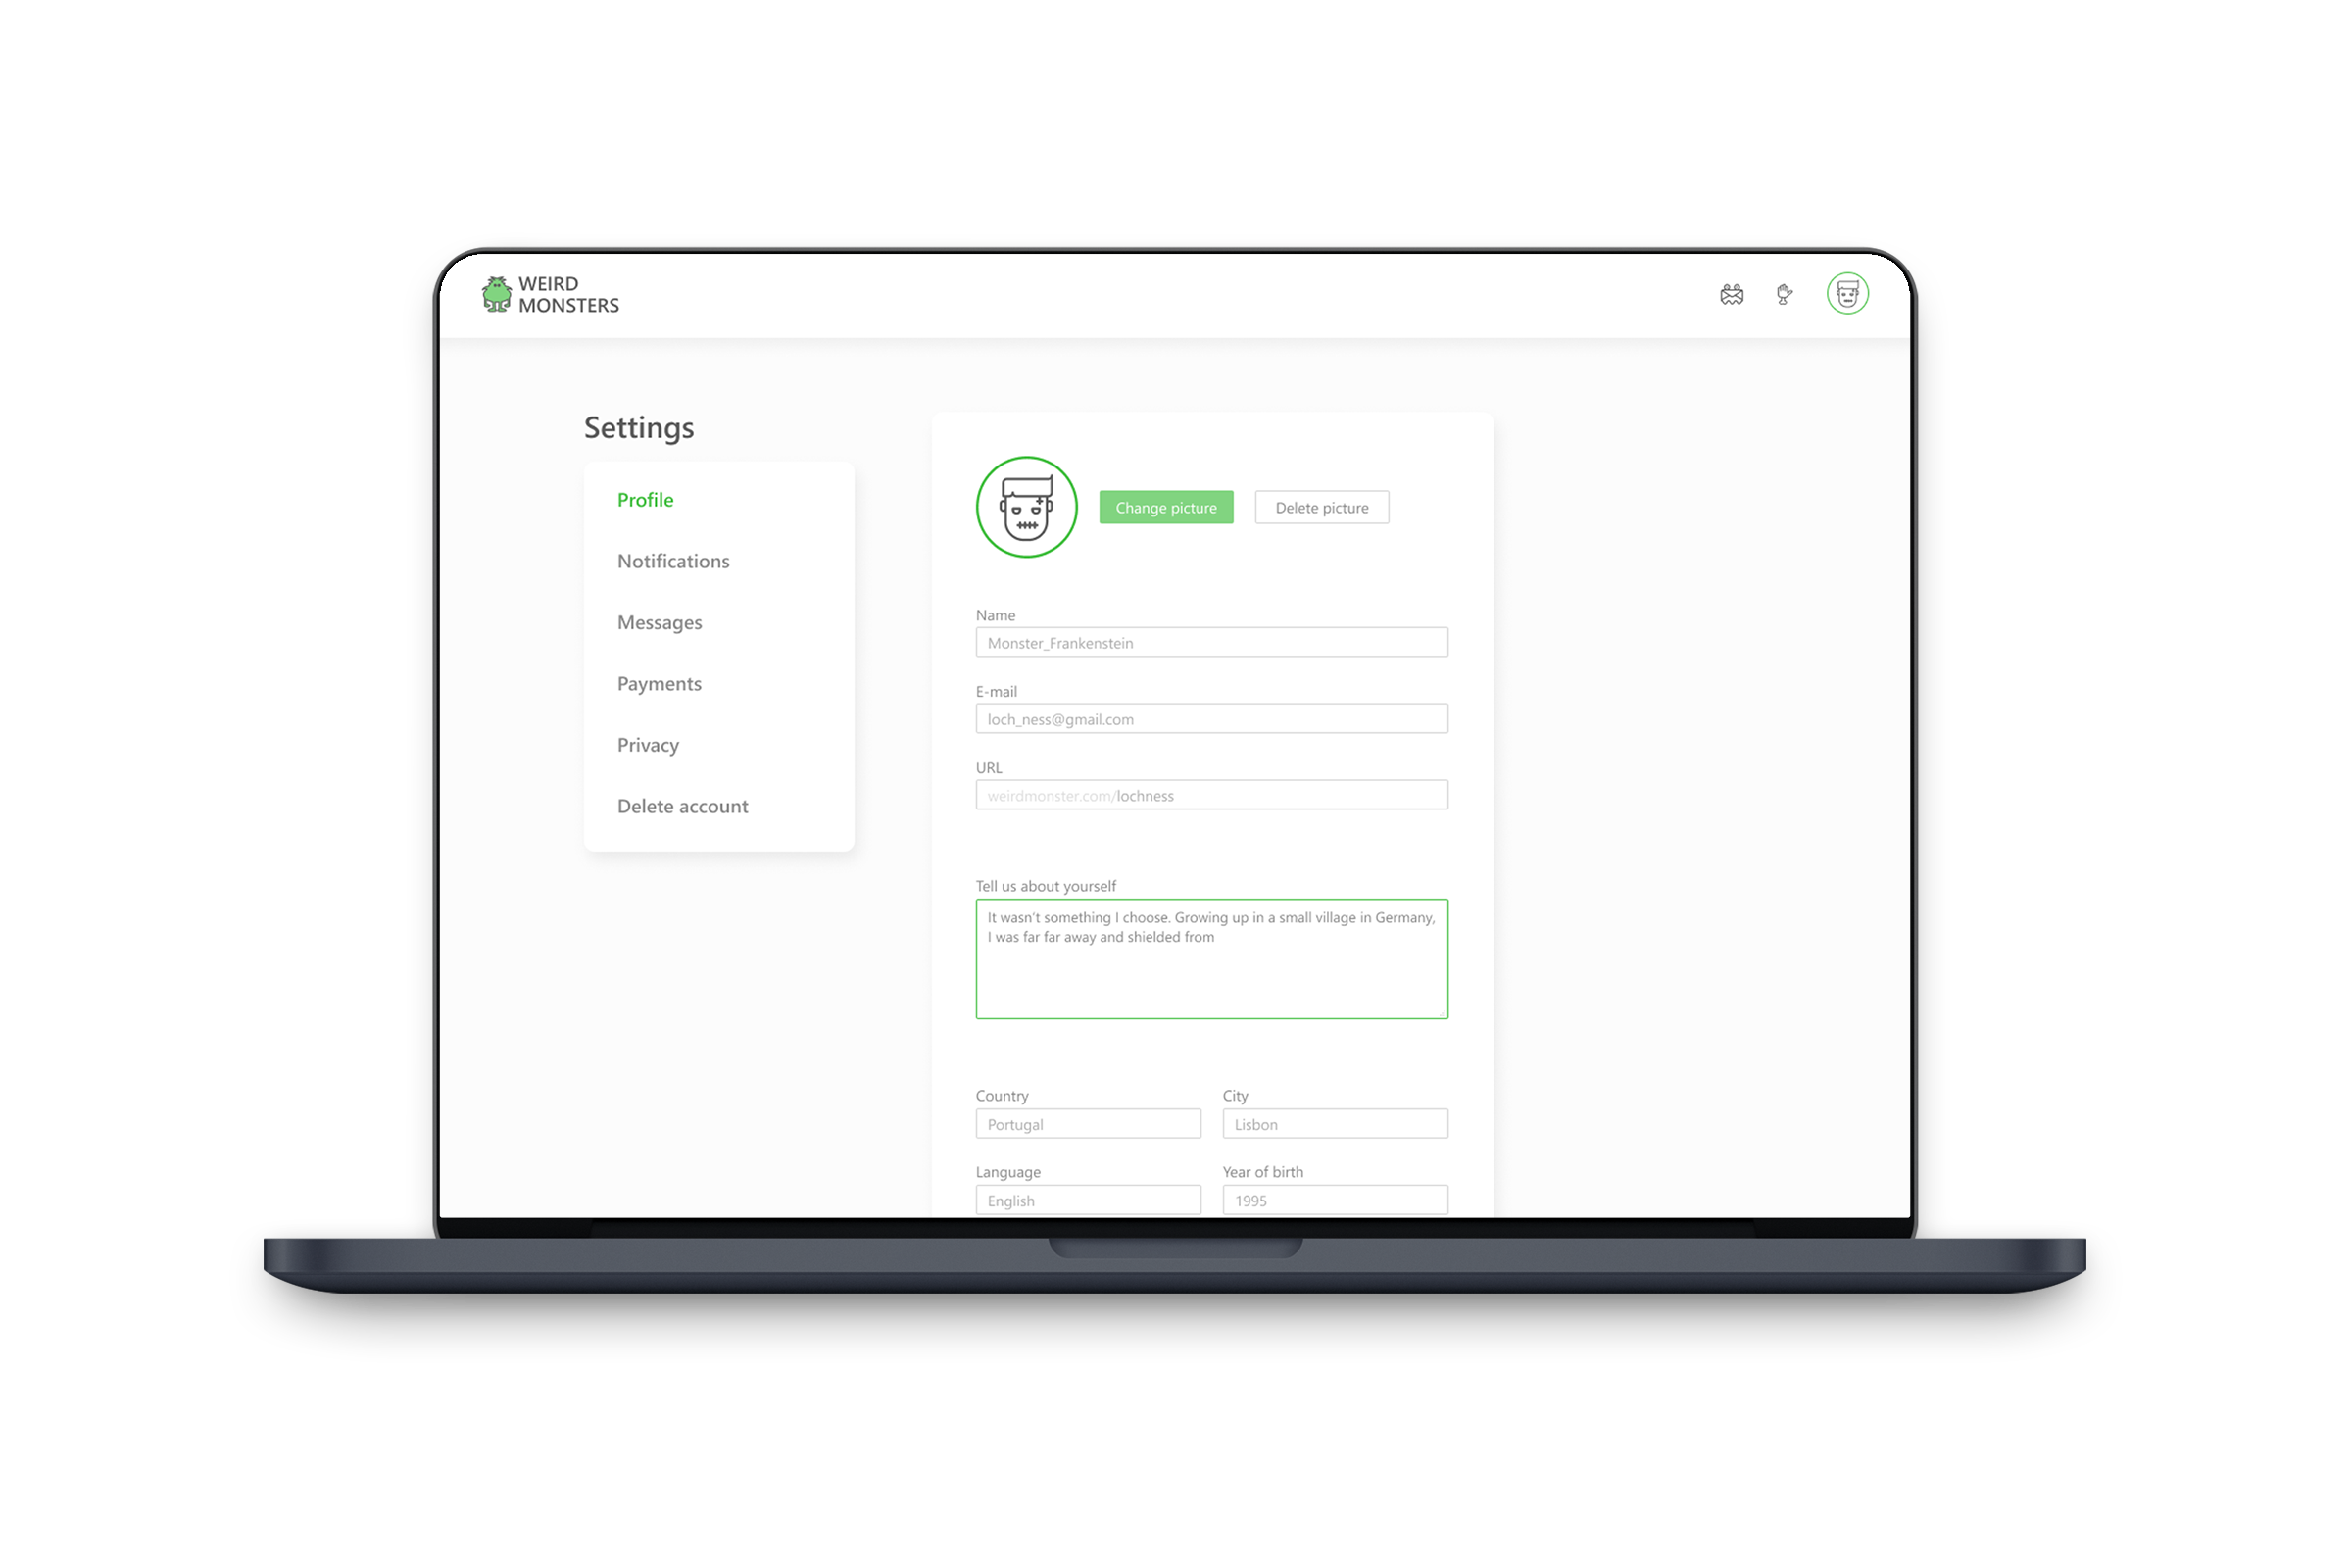 WEIRD
MONSTERS
Settings
Profile
Notifications
Messages
Payments
Privacy
Delete account
Change picture
Delete picture
Name
Monster_Frankenstein
E-mail
loch_ness@gmail.com
URL
weirdmonster.com/lochness
Tell us about yourself
It wasn't something I choose. Growing up in a small village in Germany,
I was far far away and shielded from
Country
City
Portugal
Lisbon
Language
Year of birth
English
1995